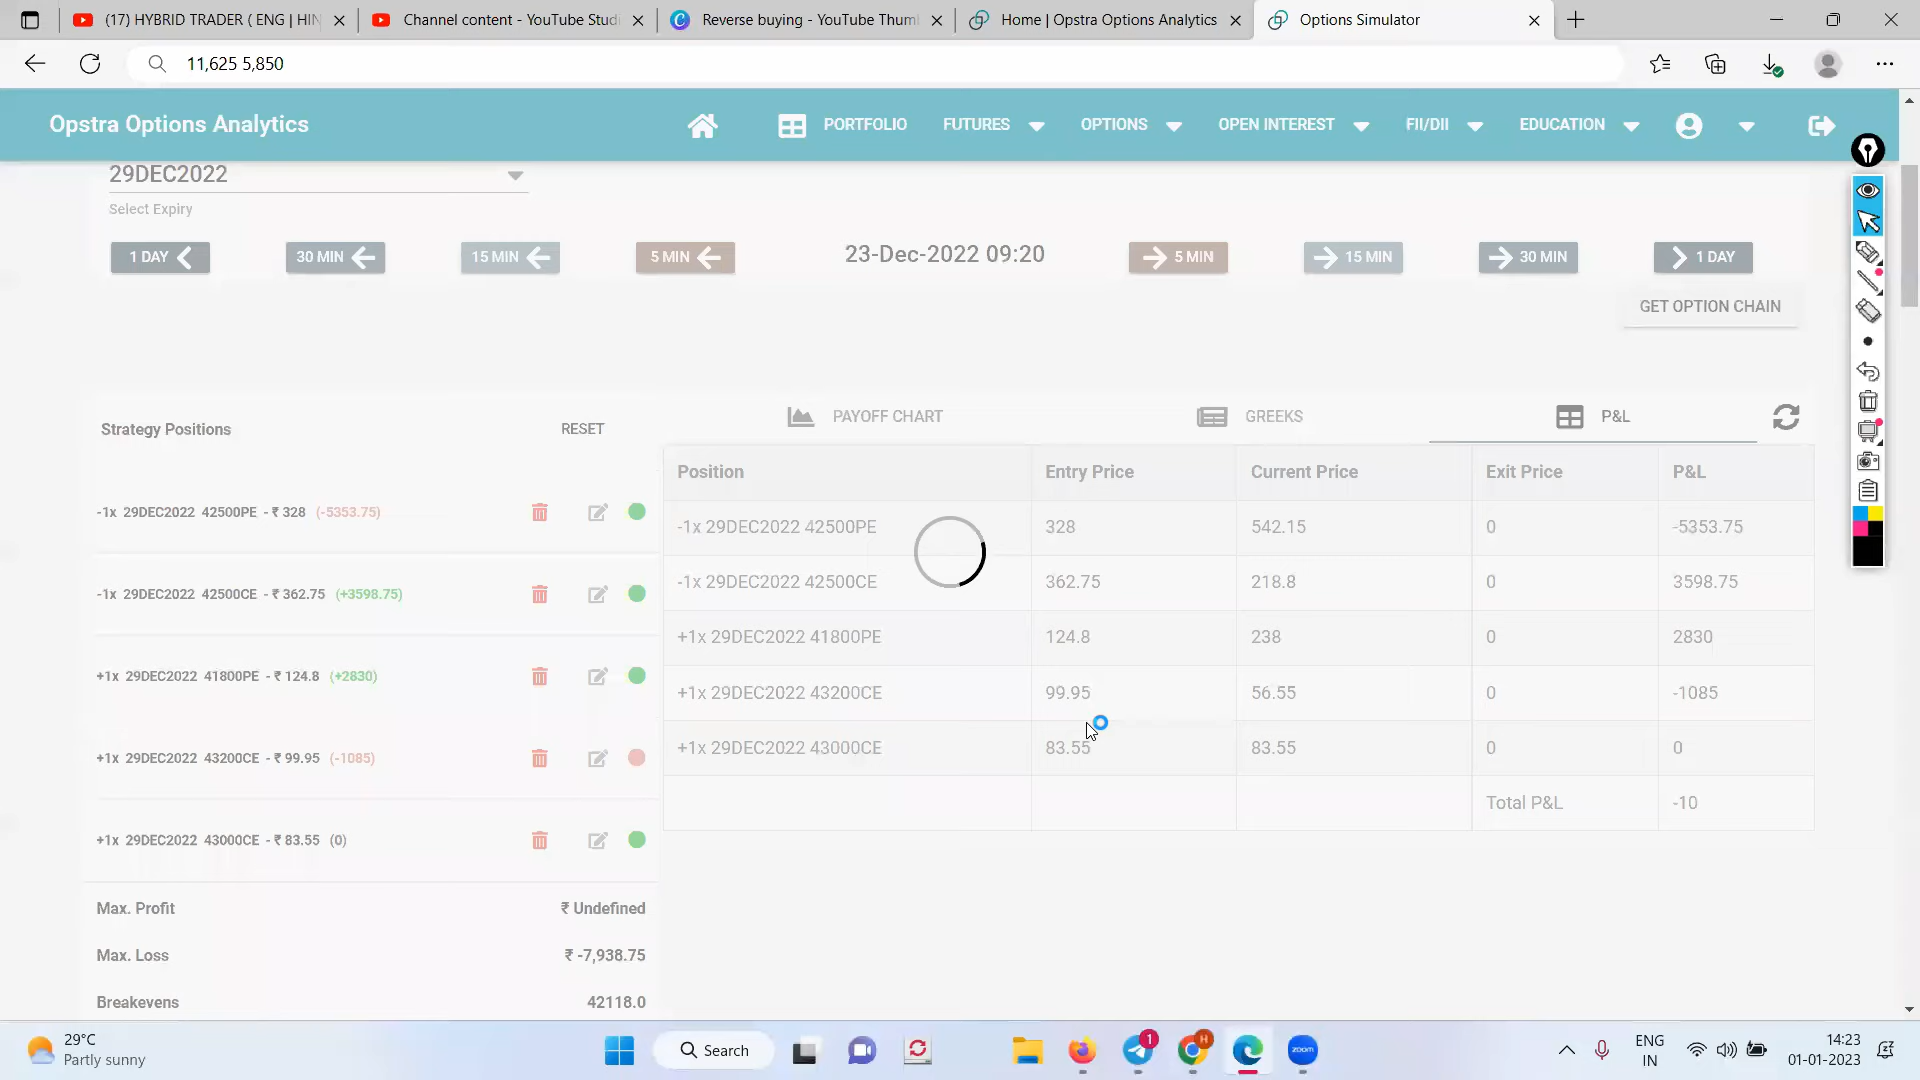 (17) HYBRID TRADER ( ENG | HIN
Channel content - YouTube Studi
Reverse buying - YouTube Thum
Home | Opstra Options Analytics
Options Simulator
11,625 5,850
Opstra Options Analytics
PORTFOLIO
FUTURES
OPTIONS
OPEN INTEREST
FII/DII
EDUCATION
29DEC2022
Select Expiry
1 DAY
30 MIN
15 MIN
5 MIN
23-Dec-2022 09:20
5 MIN
15 MIN
30 MIN
1 DAY
GET OPTION CHAIN
Strategy Positions
RESET
-1x 29DEC2022 42500PE - ₹ 328 (-5353.75)
-1x 29DEC2022 42500CE - ₹ 362.75 (+3598.75)
+1x 29DEC2022 41800PE - ₹ 124.8 (+2830)
+1x 29DEC2022 43200CE - ₹ 99.95 (-1085)
+1x 29DEC2022 43000CE - ₹ 83.55 (0)
Max. Profit ₹ Undefined
Max. Loss ₹ -7,938.75
Breakevens 42118.0
PAYOFF CHART
GREEKS
P&L
Position Entry Price Current Price Exit Price P&L
-1x 29DEC2022 42500PE 328 542.15 0 -5353.75
-1x 29DEC2022 42500CE 362.75 218.8 0 3598.75
+1x 29DEC2022 41800PE 124.8 238 0 2830
+1x 29DEC2022 43200CE 99.95 56.55 0 -1085
+1x 29DEC2022 43000CE 83.55 83.55 0 0
Total P&L -10
29°C
Partly sunny
Search
1
H
zoom
ENG
IN
14:23
01-01-2023